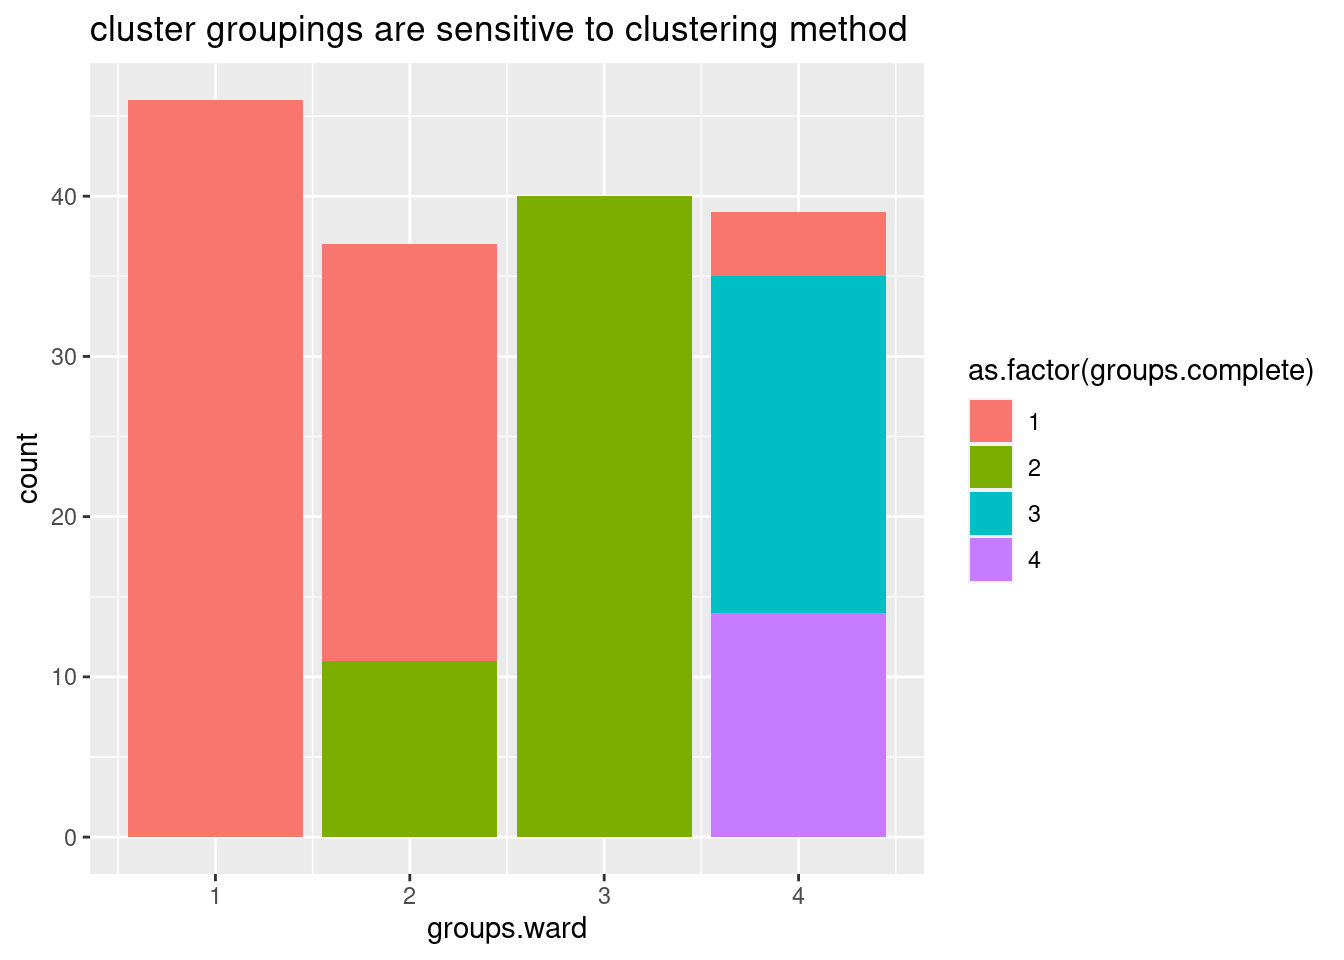 cluster groupings are sensitive to clustering method
count
40
30
20
10
0
1 2 3 4
groups.ward
as.factor(groups.complete)
1
2
3
4